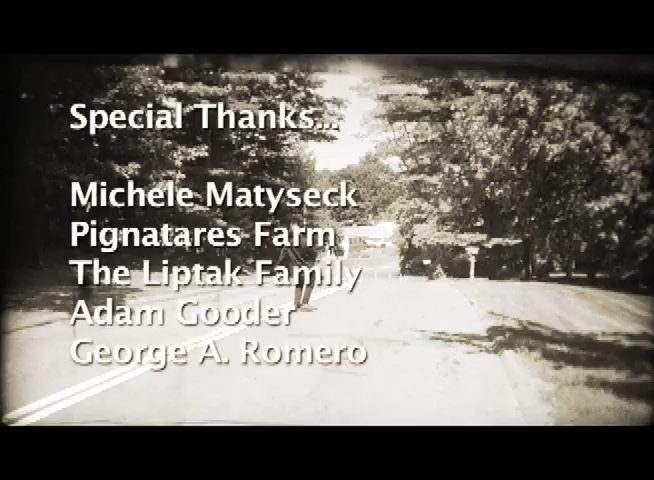 Special Thanks...
Michele Matyseck
Pignatares Farm
The Liptak Family
Adam Gooder
George A. Romero